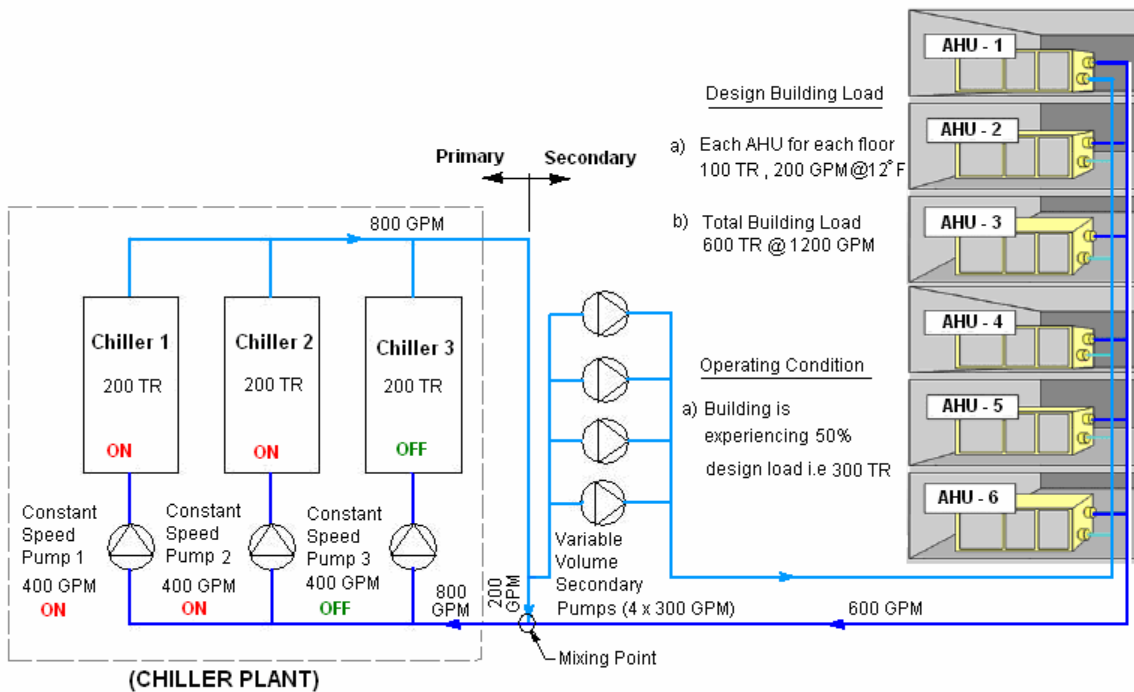 AHU - 1
Design Building Load
AHU - 2
a) Each AHU for each floor
100 TR , 200 GPM @12°F
Primary
Secondary
b) Total Building Load
600 TR @ 1200 GPM
AHU - 3
800 GPM
Chiller 1
200 TR
ON
Chiller 2
200 TR
ON
Chiller 3
200 TR
OFF
AHU - 4
Operating Condition
a) Building is
experiencing 50%
design load i.e 300 TR
AHU - 5
AHU - 6
Constant
Speed
Pump 1
400 GPM
ON
Constant
Speed
Pump 2
400 GPM
ON
Constant
Speed
Pump 3
400 GPM
OFF
800
GPM
200
GPM
Variable
Volume
Secondary
Pumps (4 x 300 GPM)
600 GPM
Mixing Point
(CHILLER PLANT)